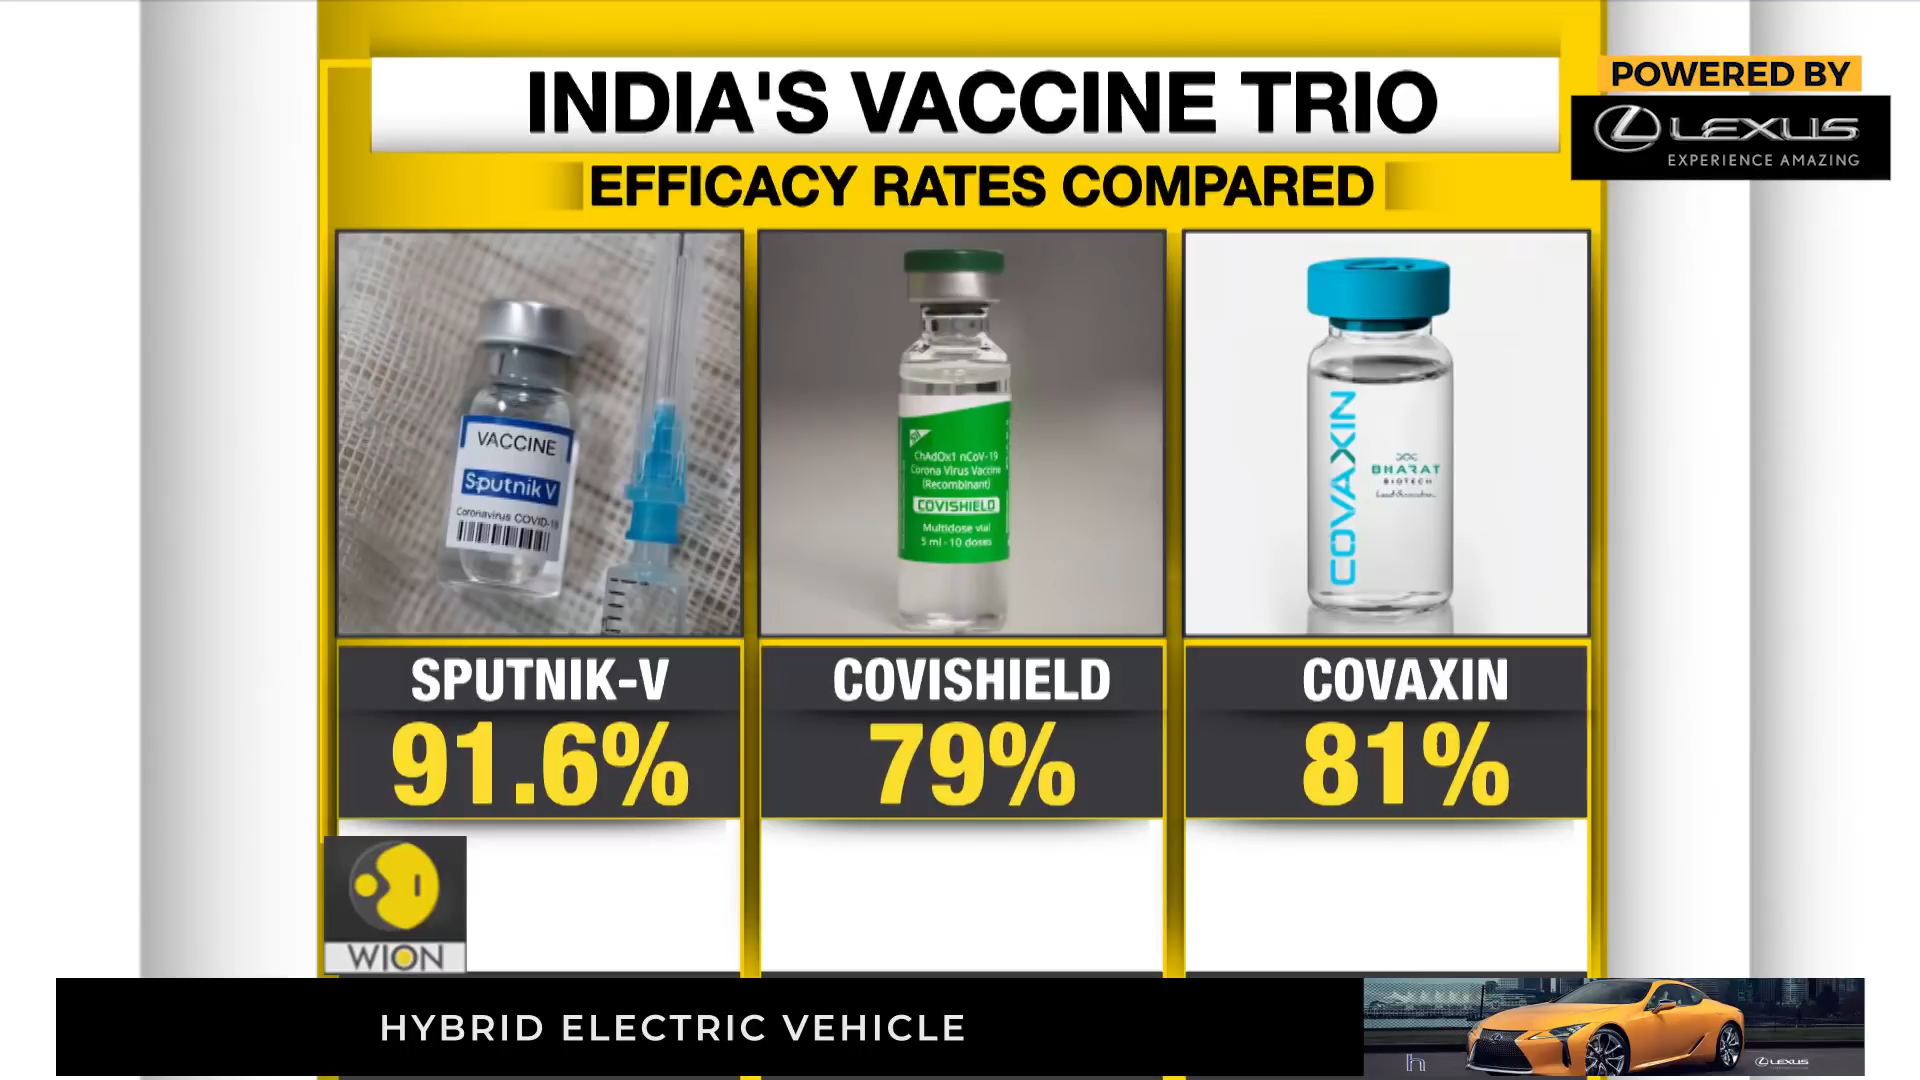 INDIA'S VACCINE TRIO
POWERED BY
LEXUS
EXPERIENCE AMAZING
EFFICACY RATES COMPARED
VACCINE
Sputnik V
Coronavirus COVID-19
ChAdOx1 nCoV-19
Corona Virus Vaccine
(Recombinant)
COVISHIELD
Multidose vial
5 ml - 10 doses
COVAXIN
BHARAT
BIOTECH
SPUTNIK-V
COVISHIELD
COVAXIN
91.6%
79%
81%
WION
HYBRID ELECTRIC VEHICLE
h
LEXUS